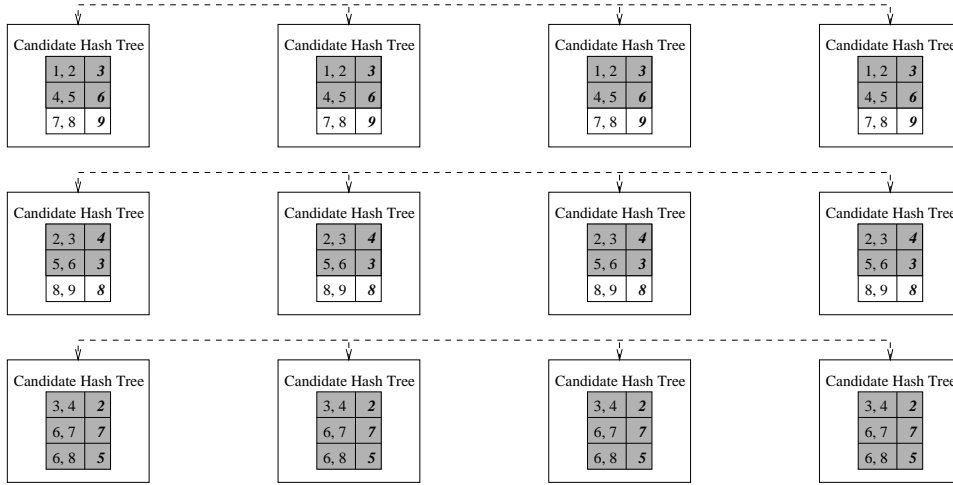 Candidate Hash Tree Candidate Hash Tree Candidate Hash Tree Candidate Hash Tree
1, 2 3 1, 2 3 1, 2 3 1, 2 3
4, 5 6 4, 5 6 4, 5 6 4, 5 6
7, 8 9 7, 8 9 7, 8 9 7, 8 9
Candidate Hash Tree Candidate Hash Tree Candidate Hash Tree Candidate Hash Tree
2, 3 4 2, 3 4 2, 3 4 2, 3 4
5, 6 3 5, 6 3 5, 6 3 5, 6 3
8, 9 8 8, 9 8 8, 9 8 8, 9 8
Candidate Hash Tree Candidate Hash Tree Candidate Hash Tree Candidate Hash Tree
3, 4 2 3, 4 2 3, 4 2 3, 4 2
6, 7 7 6, 7 7 6, 7 7 6, 7 7
6, 8 5 6, 8 5 6, 8 5 6, 8 5